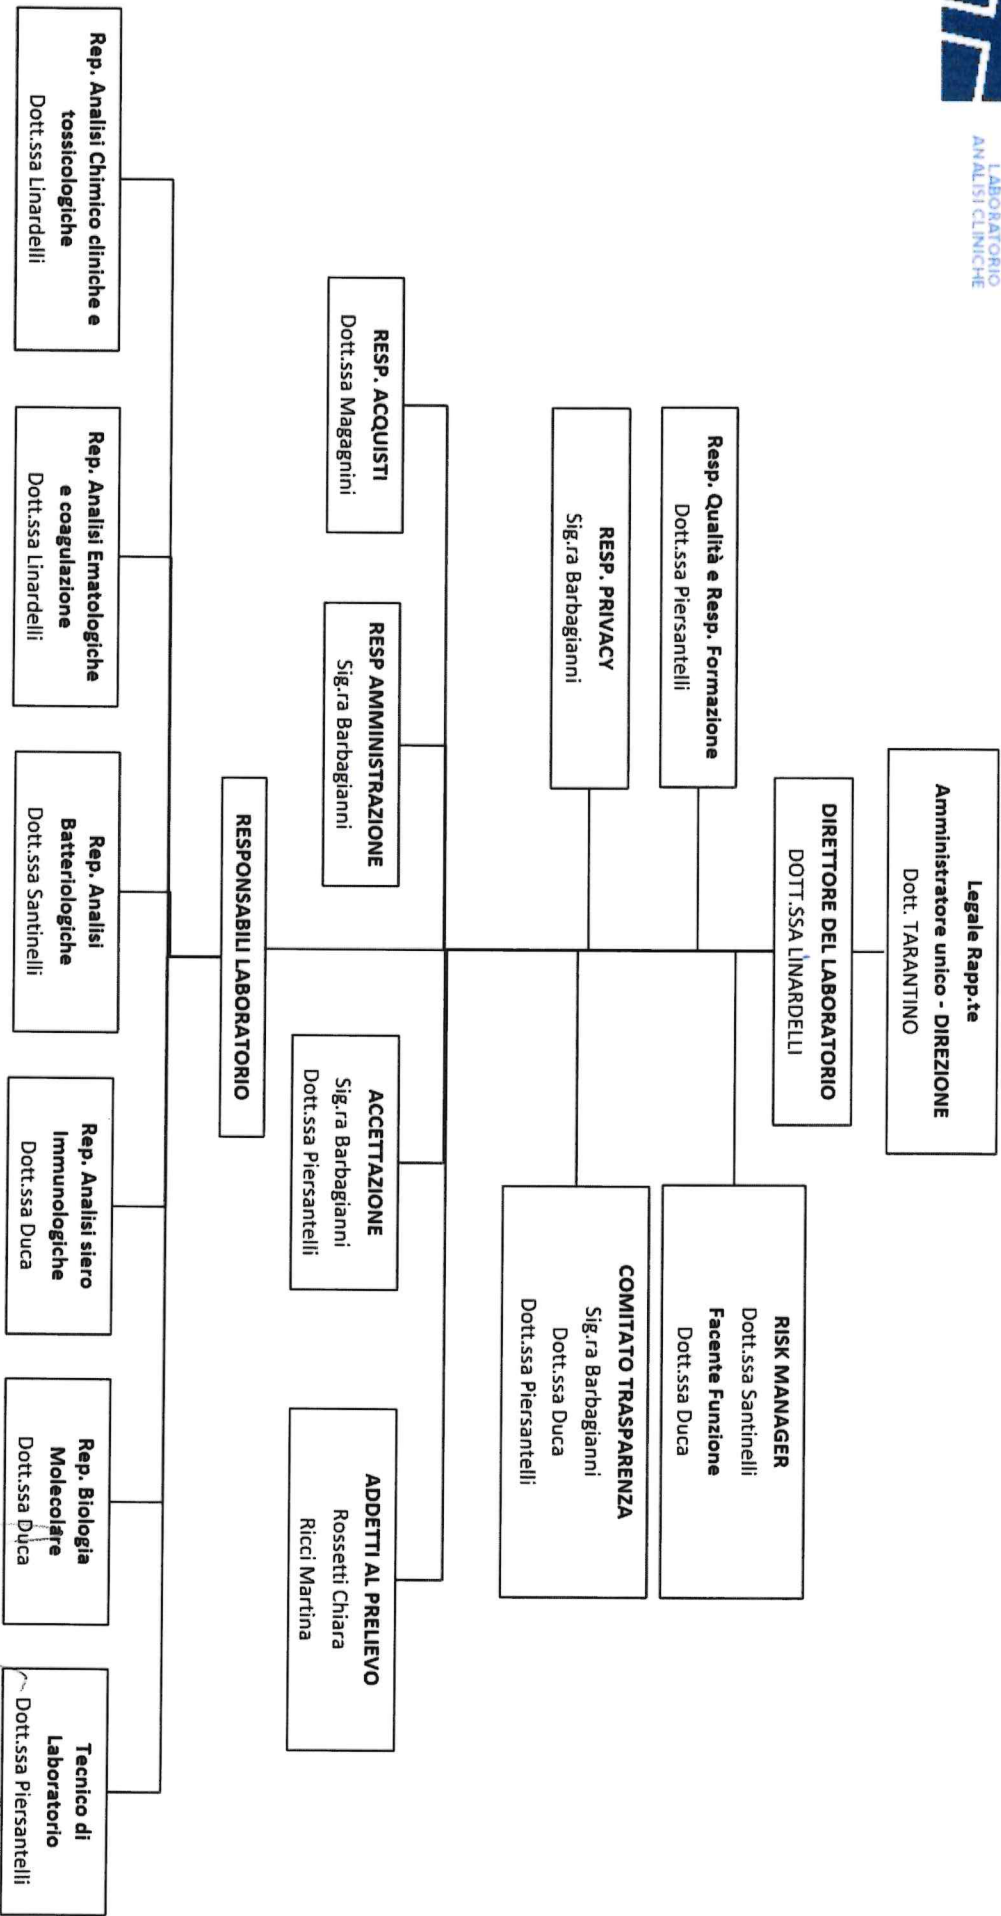 LABORATORIO
ANALISI CLINICHE
Legale Rapp.te
Amministratore unico - DIREZIONE
Dott. TARANTINO
DIRETTORE DEL LABORATORIO
DOTT.SSA LINARDELLI
Resp. Qualità e Resp. Formazione
Dott.ssa Piersantelli
RISK MANAGER
Dott.ssa Santinelli
Facente Funzione
Dott.ssa Duca
RESP. PRIVACY
Sig.ra Barbagianni
COMITATO TRASPARENZA
Sig.ra Barbagianni
Dott.ssa Duca
Dott.ssa Piersantelli
RESP. ACQUISTI
Dott.ssa Magagnini
RESP AMMINISTRAZIONE
Sig.ra Barbagianni
ACCETTAZIONE
Sig.ra Barbagianni
Dott.ssa Piersantelli
ADDETTI AL PRELIEVO
Rossetti Chiara
Ricci Martina
RESPONSABILI LABORATORIO
Rep. Analisi Chimico cliniche e
tossicologiche
Dott.ssa Linardelli
Rep. Analisi Ematologiche
e coagulazione
Dott.ssa Linardelli
Rep. Analisi
Batteriologiche
Dott.ssa Santinelli
Rep. Analisi siero
Immunologiche
Dott.ssa Duca
Rep. Biologia
Molecolare
Dott.ssa Duca
Tecnico di
Laboratorio
Dott.ssa Piersantelli